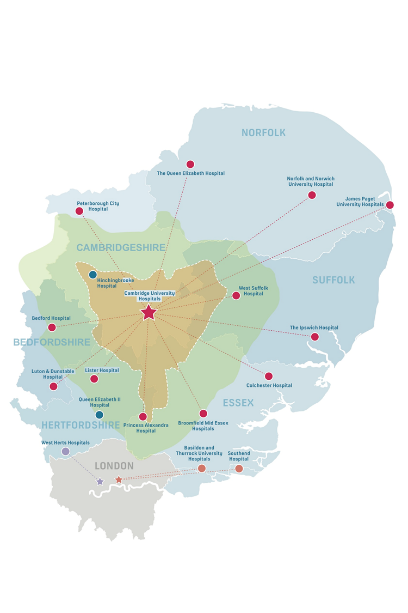 NORFOLK
The Queen Elizabeth Hospital
Norfolk and Norwich
University Hospital
James Paget
University Hospitals
Peterborough City
Hospital
CAMBRIDGESHIRE
Hinchingbrooke
Hospital
SUFFOLK
Cambridge University
Hospitals
West Suffolk
Hospital
Bedford Hospital
The Ipswich Hospital
BEDFORDSHIRE
Luton & Dunstable
Hospital
Lister Hospital
Colchester Hospital
Queen Elizabeth II
Hospital
ESSEX
HERTFORDSHIRE
Princess Alexandra
Hospital
Broomfield Mid Essex
Hospitals
West Herts Hospitals
Basildon and
Thurrock University
Hospitals
Southend
Hospital
LONDON